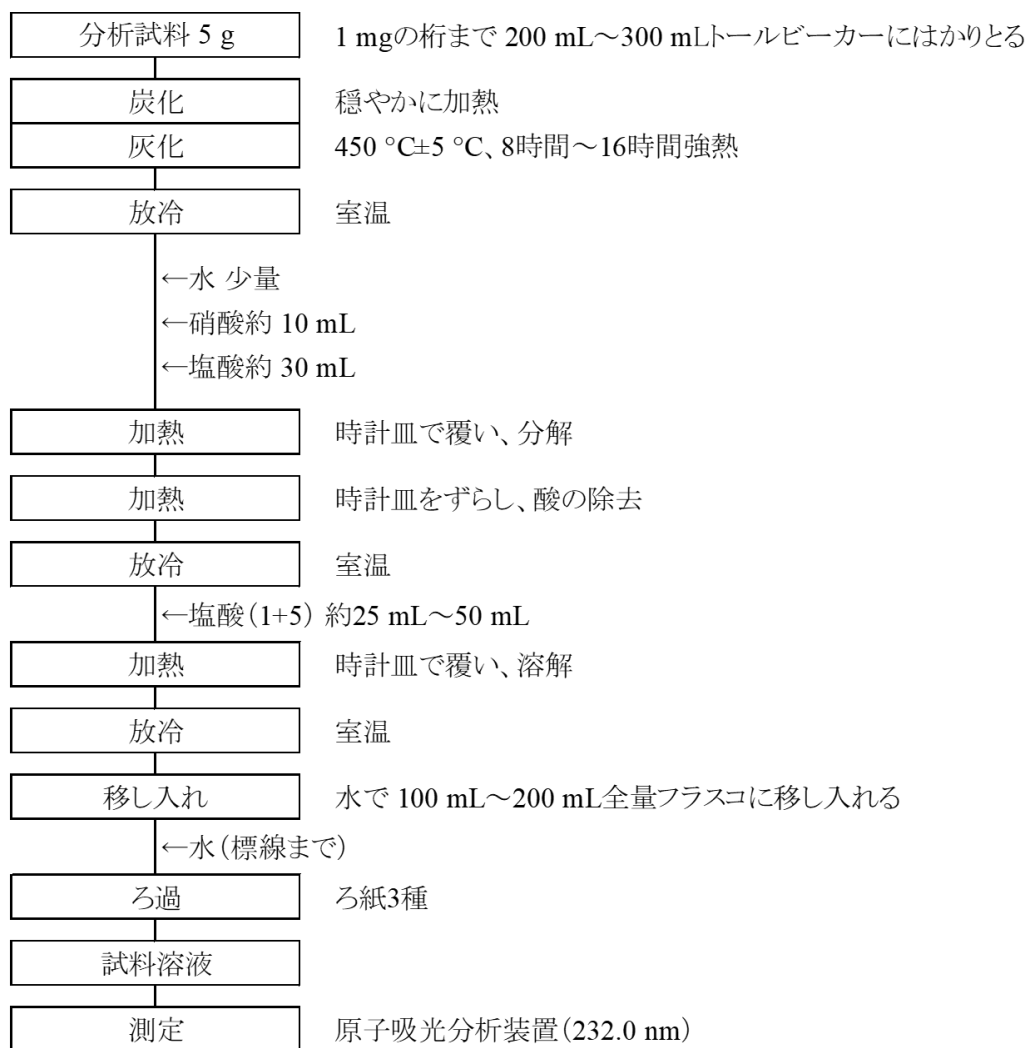 分析試料 5 g 1 mgの桁まで 200 mL～300 mLトールビーカーにはかりとる
炭化 穏やかに加熱
灰化 450 °C±5 °C、8時間～16時間強熱
放冷 室温
←水 少量
←硝酸約 10 mL
←塩酸約 30 mL
加熱 時計皿で覆い、分解
加熱 時計皿をずらし、酸の除去
放冷 室温
←塩酸（1+5） 約25 mL～50 mL
加熱 時計皿で覆い、溶解
放冷 室温
移し入れ 水で 100 mL～200 mL全量フラスコに移し入れる
←水（標線まで）
ろ過 ろ紙3種
試料溶液
測定 原子吸光分析装置（232.0 nm）